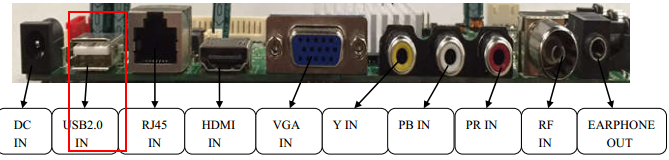 DC USB2.0 RJ45 HDMI VGA Y IN PB IN PR IN RF EARPHONE
IN IN IN IN IN IN OUT